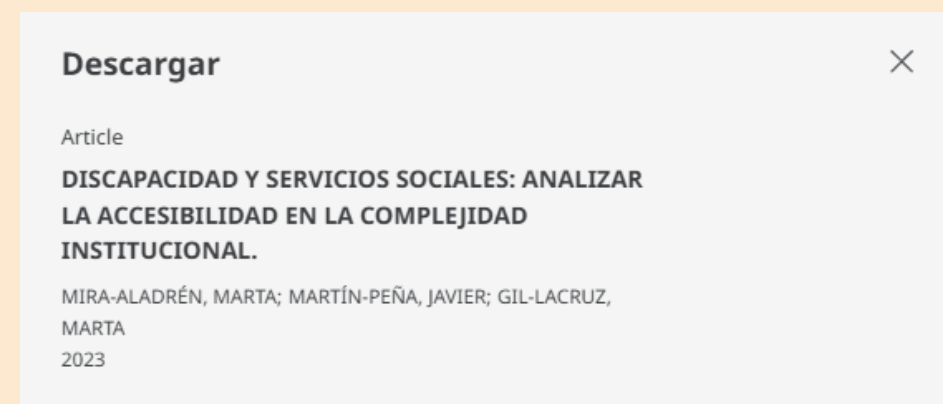 Descargar
Article
DISCAPACIDAD Y SERVICIOS SOCIALES: ANALIZAR
LA ACCESIBILIDAD EN LA COMPLEJIDAD
INSTITUCIONAL.
MIRA-ALADRÉN, MARTA; MARTÍN-PEÑA, JAVIER; GIL-LACRUZ,
MARTA
2023